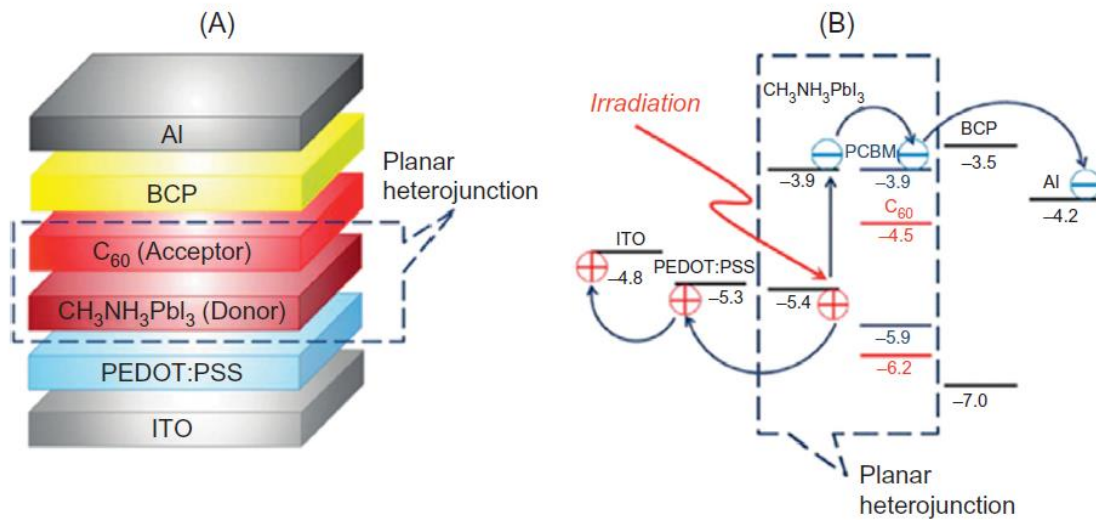 (A)
Al
BCP
C₆₀ (Acceptor)
CH₃NH₃PbI₃ (Donor)
PEDOT:PSS
ITO
Planar
heterojunction
(B)
Irradiation
CH₃NH₃PbI₃
PCBM
BCP
–3.5
–3.9
–3.9
Al
–4.2
C₆₀
–4.5
ITO
–4.8
PEDOT:PSS
–5.3
–5.4
–5.9
–6.2
–7.0
Planar
heterojunction